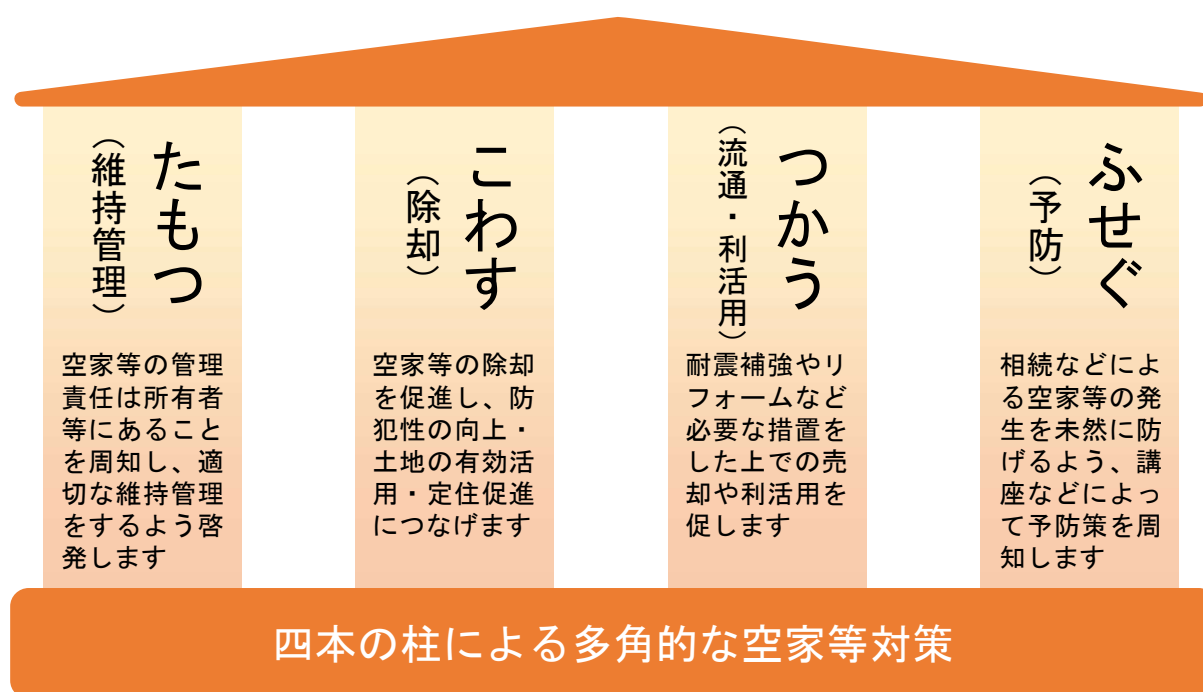 たもつ
（維持管理）
空家等の管理
責任は所有者
等にあること
を周知し、適
切な維持管理
をするよう啓
発します
こわす
（除却）
空家等の除却
を促進し、防
犯性の向上・
土地の有効活
用・定住促進
につなげます
つかう
（流通・利活用）
耐震補強やリ
フォームなど
必要な措置を
した上での売
却や利活用を
促します
ふせぐ
（予防）
相続などによ
る空家等の発
生を未然に防
げるよう、講
座などによっ
て予防策を周
知します
四本の柱による多角的な空家等対策